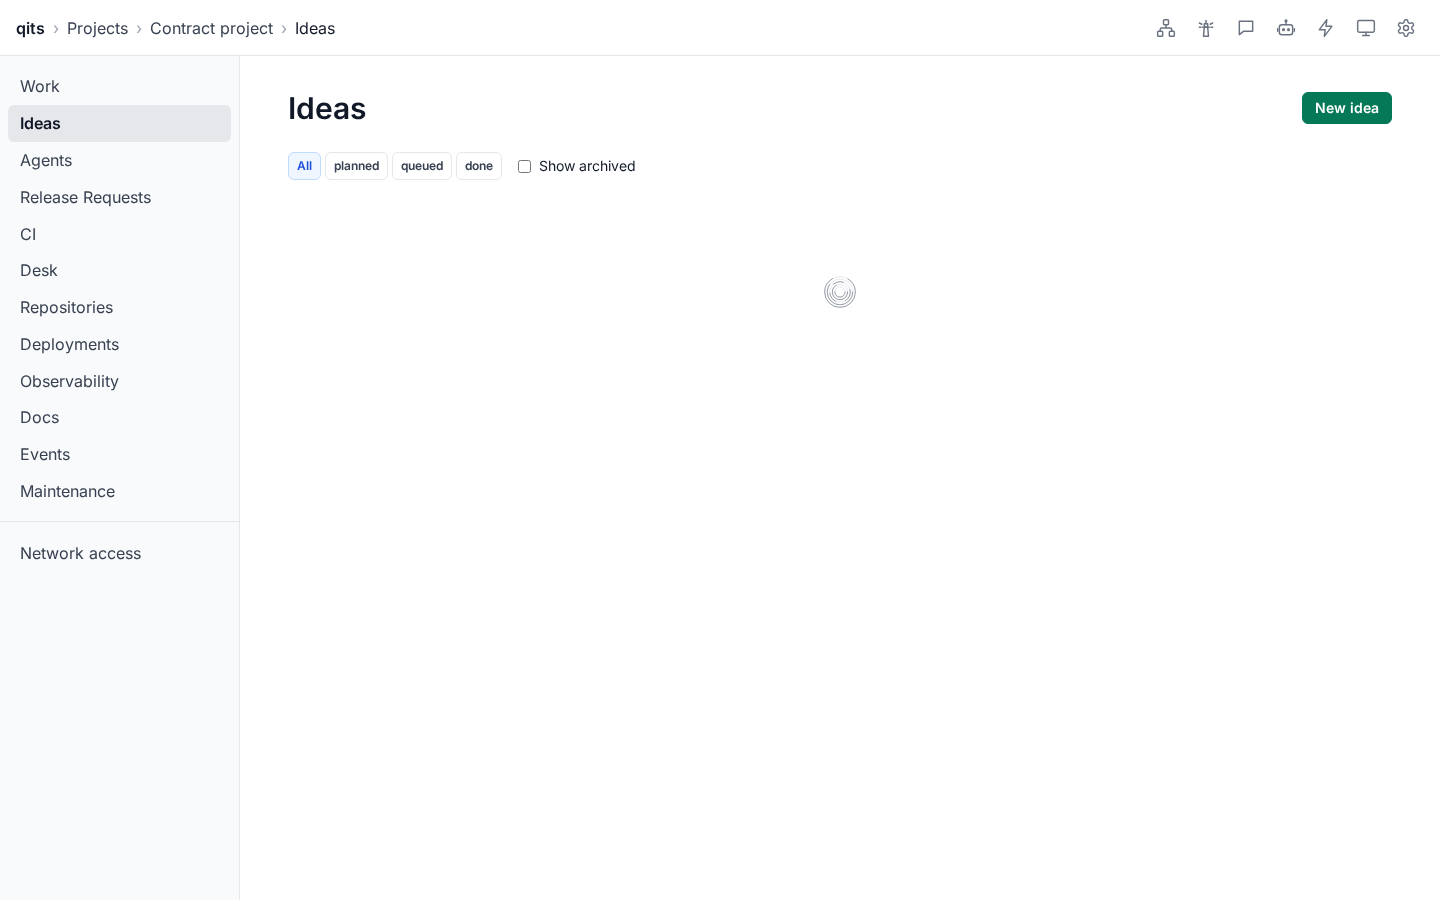 qits › Projects › Contract project › Ideas
Work
Ideas
Agents
Release Requests
CI
Desk
Repositories
Deployments
Observability
Docs
Events
Maintenance
Network access
Ideas
New idea
All planned queued done Show archived